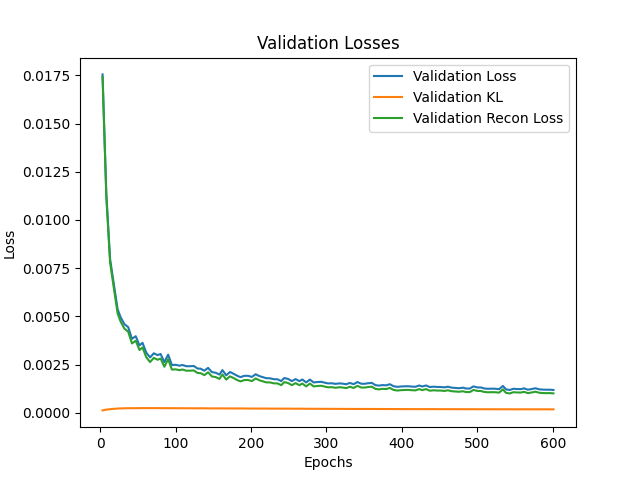 Validation Losses
Validation Loss
Validation KL
Validation Recon Loss
0.0175
0.0150
0.0125
0.0100
0.0075
0.0050
0.0025
0.0000
Loss
0 100 200 300 400 500 600
Epochs